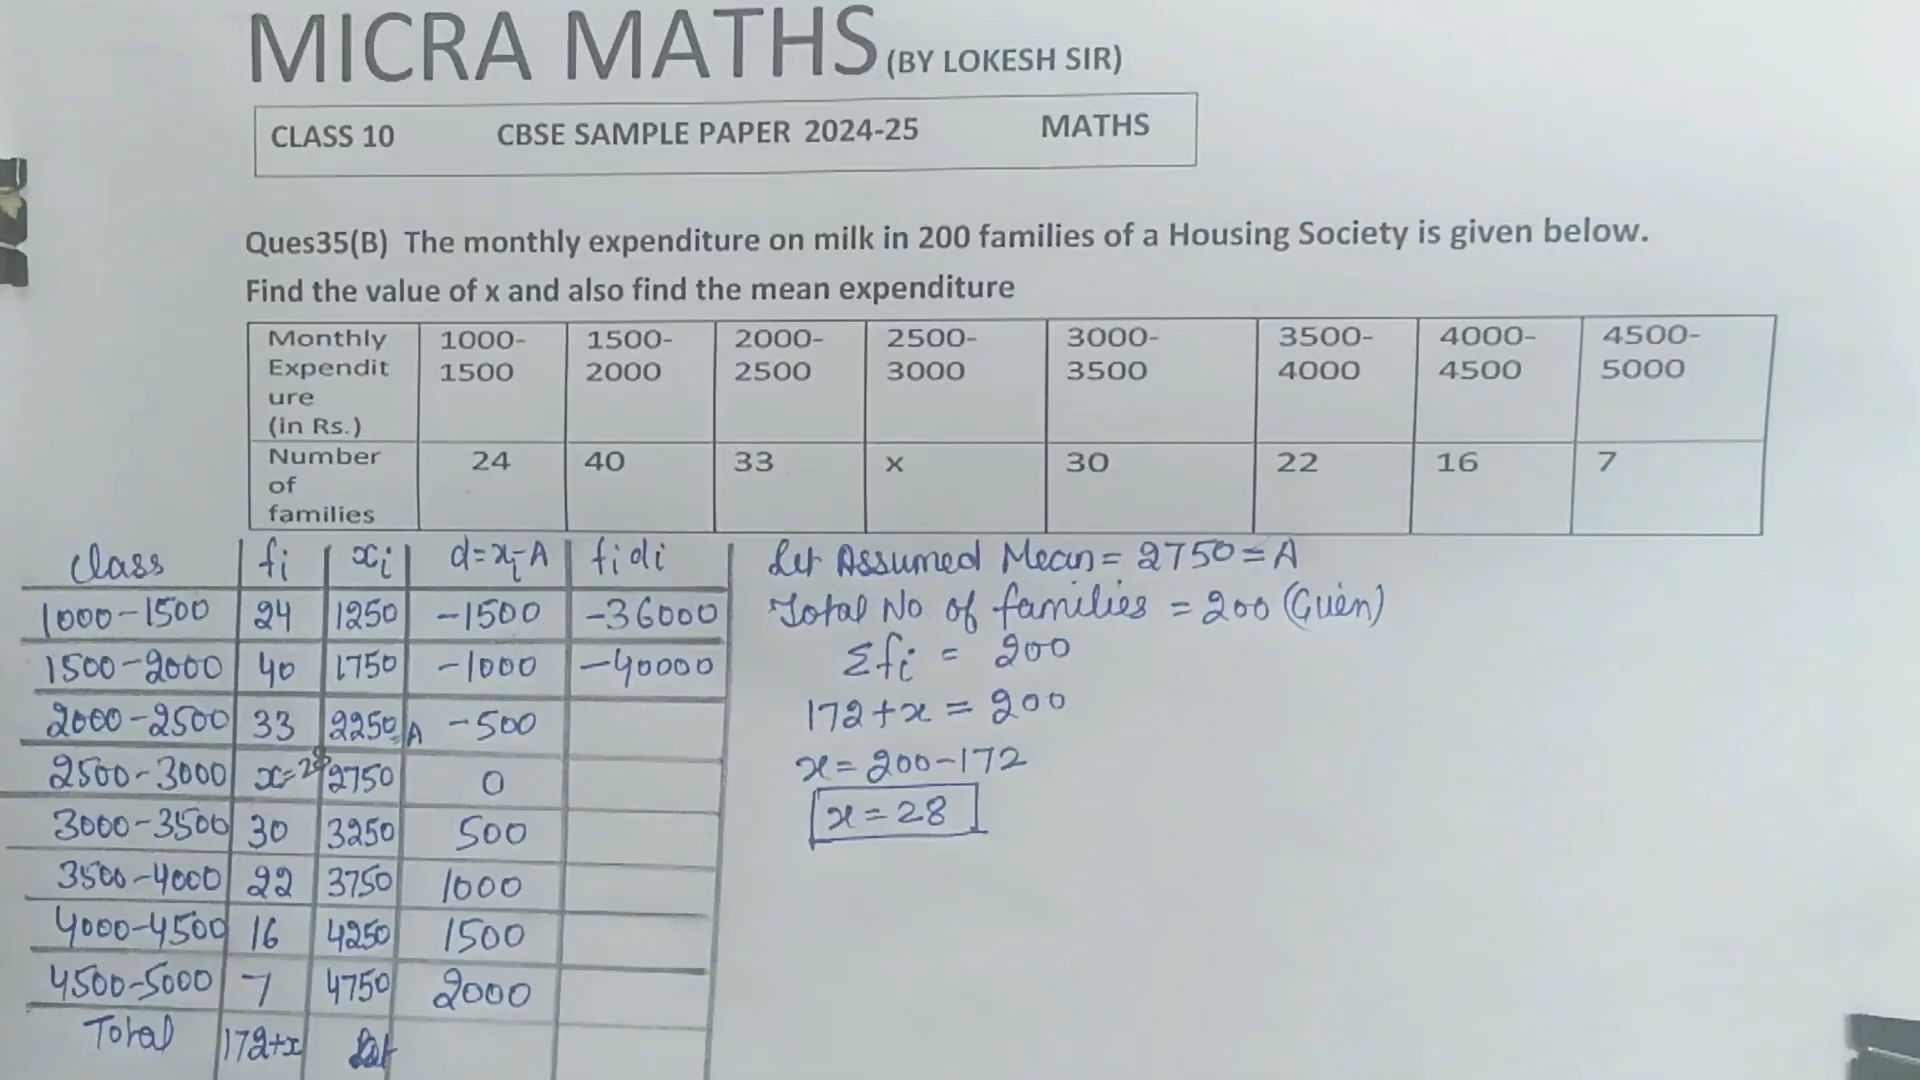 MICRA MATHS (BY LOKESH SIR)
CLASS 10 CBSE SAMPLE PAPER 2024-25 MATHS
Ques35(B) The monthly expenditure on milk in 200 families of a Housing Society is given below.
Find the value of x and also find the mean expenditure
Monthly Expendit ure (in Rs.) 1000- 1500 1500- 2000 2000- 2500 2500- 3000 3000- 3500 3500- 4000 4000- 4500 4500- 5000
Number of families 24 40 33 x 30 22 16 7
class fi xi d=xi-A fidi
1000-1500 24 1250 -1500 -36000
1500-2000 40 1750 -1000 -40000
2000-2500 33 2250 -500
2500-3000 x=28 2750=A 0
3000-3500 30 3250 500
3500-4000 22 3750 1000
4000-4500 16 4250 1500
4500-5000 7 4750 2000
Total 172+x
Let Assumed Mean = 2750 = A
Total No of families = 200 (Given)
Σfi = 200
172+x = 200
x = 200-172
x = 28